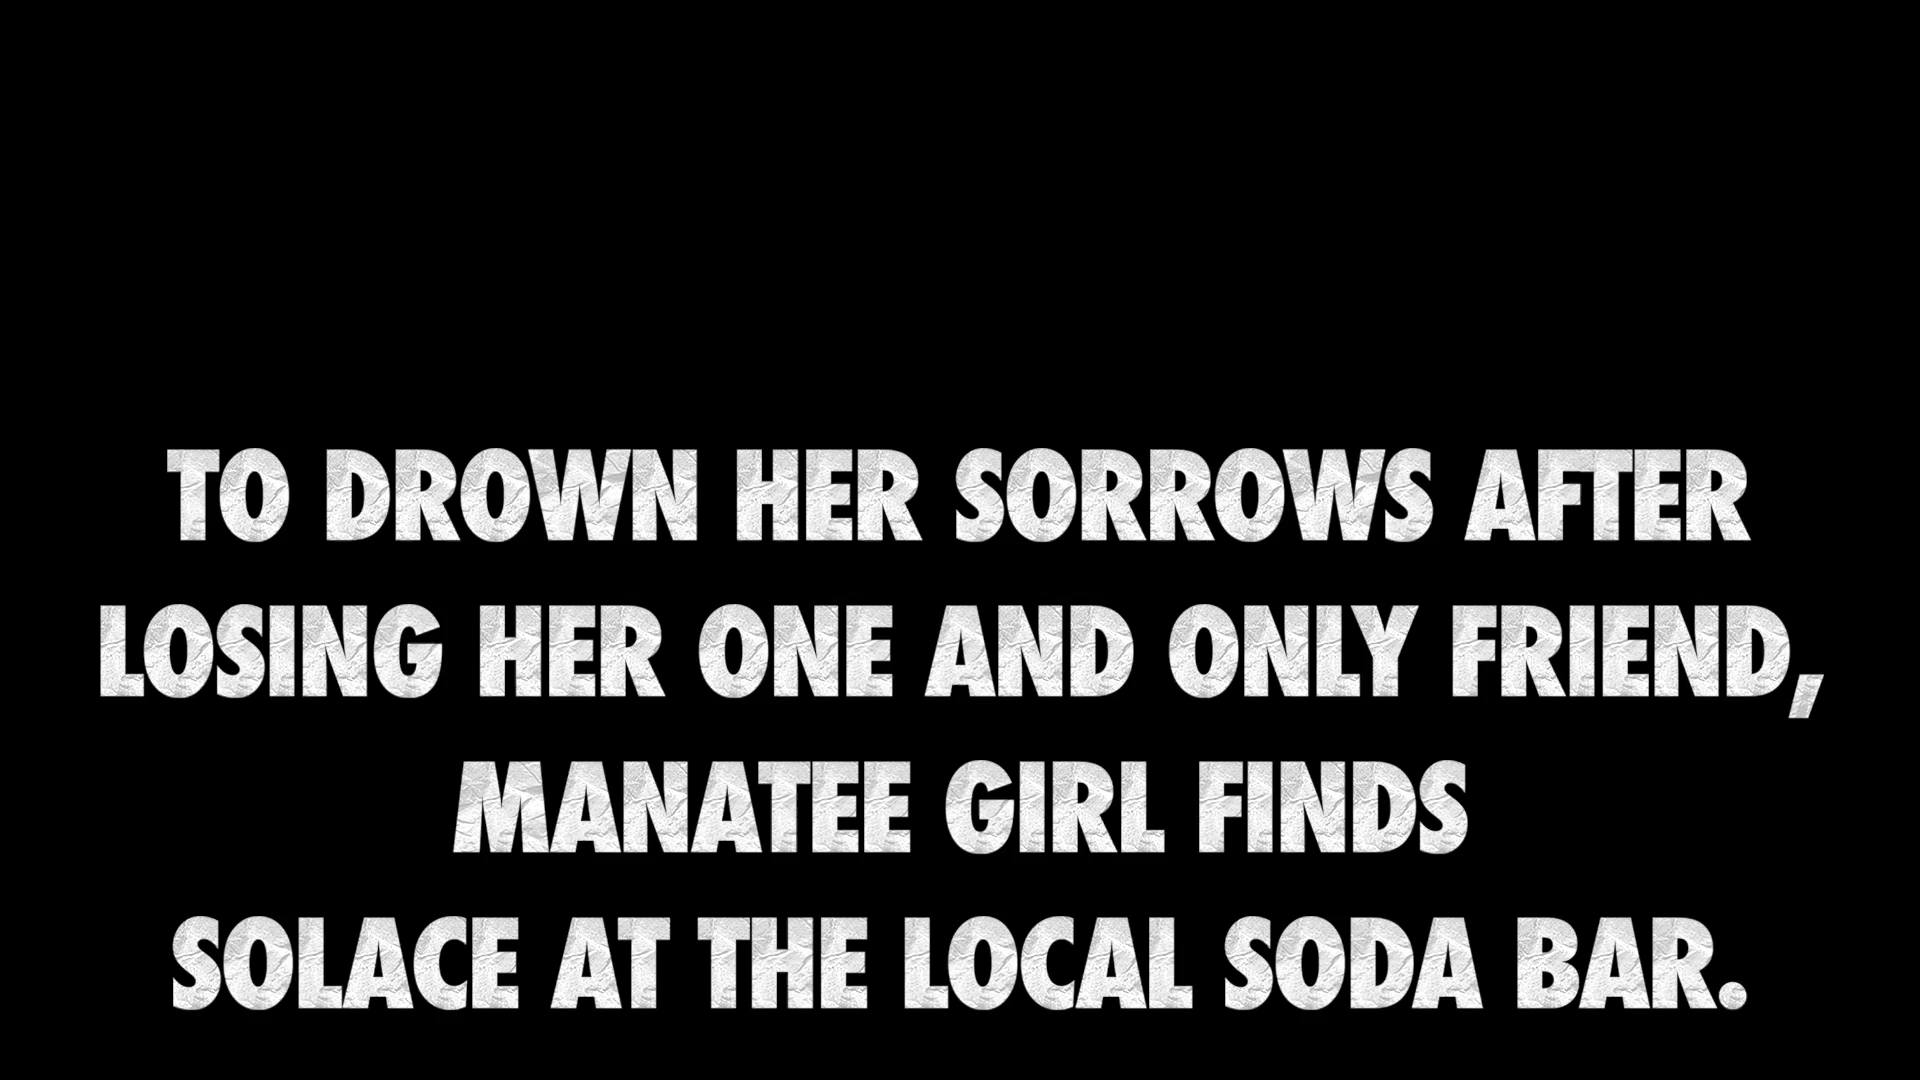 TO DROWN HER SORROWS AFTER
LOSING HER ONE AND ONLY FRIEND,
MANATEE GIRL FINDS
SOLACE AT THE LOCAL SODA BAR.